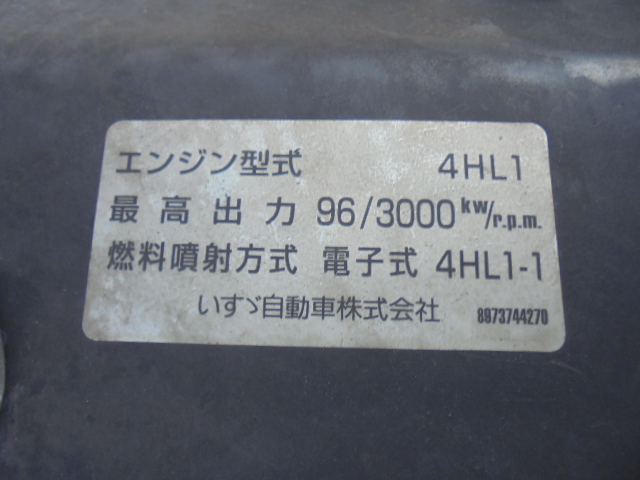 エンジン型式 4HL1
最高出力 96/3000 kw/r.p.m.
燃料噴射方式 電子式 4HL1-1
いすゞ自動車株式会社 8973744270